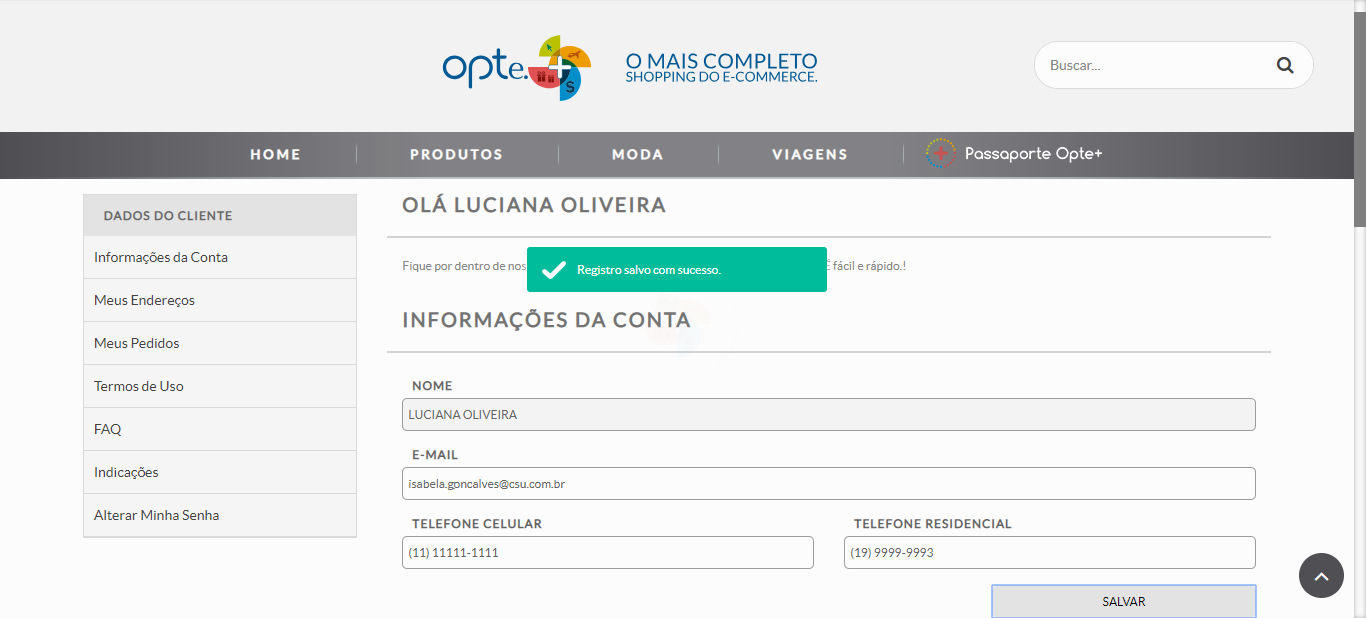 opte.
O MAIS COMPLETO
SHOPPING DO E-COMMERCE.
Buscar...
HOME
PRODUTOS
MODA
VIAGENS
Passaporte Opte+
DADOS DO CLIENTE
Informações da Conta
Meus Endereços
Meus Pedidos
Termos de Uso
FAQ
Indicações
Alterar Minha Senha
OLÁ LUCIANA OLIVEIRA
Fique por dentro de nos
Registro salvo com sucesso.
fácil e rápido.!
INFORMAÇÕES DA CONTA
NOME
LUCIANA OLIVEIRA
E-MAIL
isabela.goncalves@csu.com.br
TELEFONE CELULAR
TELEFONE RESIDENCIAL
(11) 11111-1111
(19) 9999-9993
SALVAR